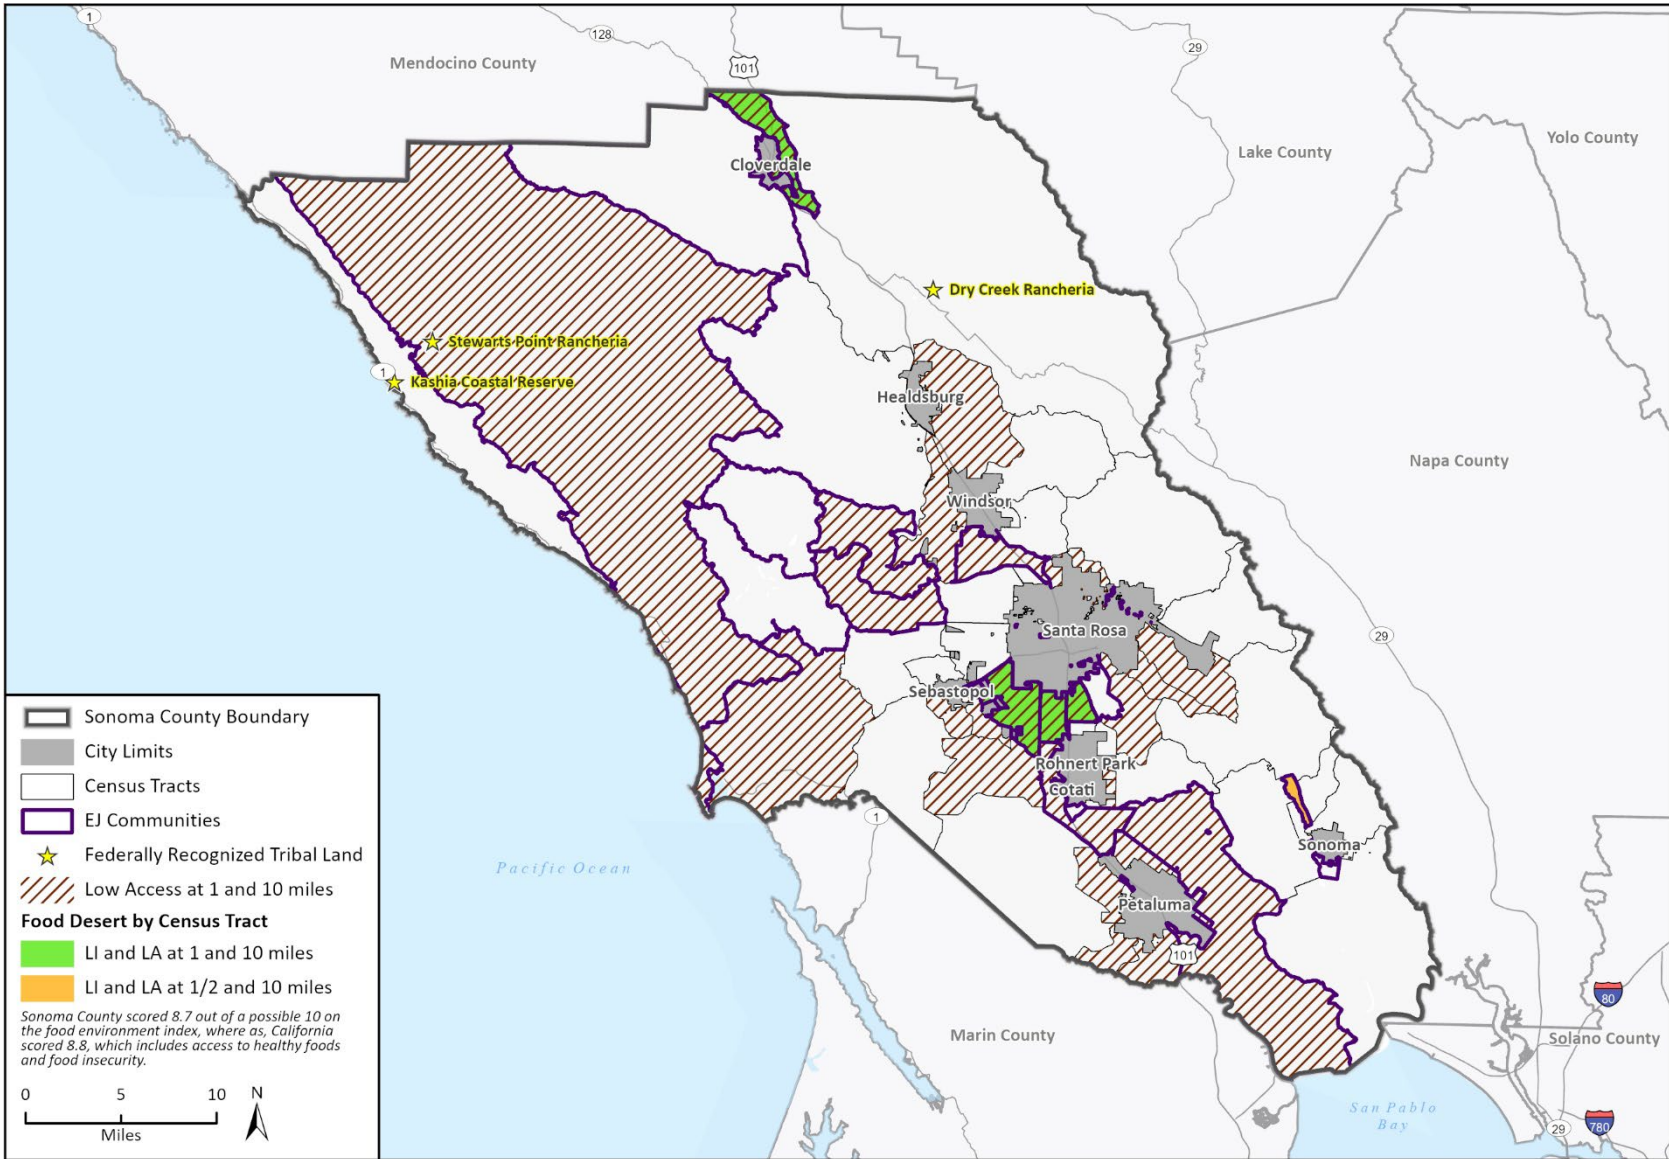 1
128
29
Mendocino County
101
Yolo County
Lake County
Cloverdale
Dry Creek Rancheria
Stewarts Point Rancheria
1
Kashia Coastal Reserve
Healdsburg
Napa County
Windsor
Santa Rosa
29
Sebastopol
Rohnert Park
Cotati
1
Sonoma
Pacific Ocean
Petaluma
101
80
Marin County
Solano County
San Pablo
Bay
29
780
Sonoma County Boundary
City Limits
Census Tracts
EJ Communities
Federally Recognized Tribal Land
Low Access at 1 and 10 miles
Food Desert by Census Tract
LI and LA at 1 and 10 miles
LI and LA at 1/2 and 10 miles
Sonoma County scored 8.7 out of a possible 10 on
the food environment index, where as, California
scored 8.8, which includes access to healthy foods
and food insecurity.
0 5 10
Miles
N